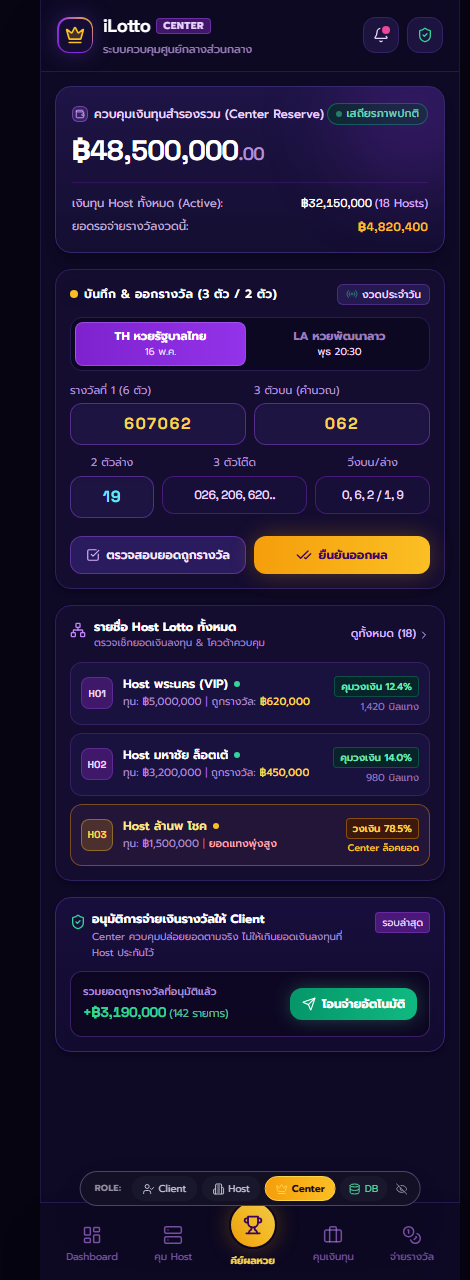 iLotto CENTER
ระบบควบคุมศูนย์กลางส่วนกลาง
ควบคุมเงินทุนสำรองรวม (Center Reserve) เสถียรภาพปกติ
฿48,500,000.00
เงินทุน Host ทั้งหมด (Active): ฿32,150,000 (18 Hosts)
ยอดรอจ่ายรางวัลงวดนี้: ฿4,820,400
บันทึก & ออกรางวัล (3 ตัว / 2 ตัว) งวดประจำวัน
TH หวยรัฐบาลไทย LA หวยพัฒนาลาว
16 พ.ค. พุธ 20:30
รางวัลที่ 1 (6 ตัว) 3 ตัวบน (คำนวณ)
607062 062
2 ตัวล่าง 3 ตัวโต๊ด วิ่งบน/ล่าง
19 026, 206, 620.. 0, 6, 2 / 1, 9
ตรวจสอบยอดถูกรางวัล ยืนยันออกผล
รายชื่อ Host Lotto ทั้งหมด ดูทั้งหมด (18)
ตรวจเช็กยอดเงินลงทุน & โควต้าควบคุม
H01 Host พระนคร (VIP) คุมวงเงิน 12.4%
ทุน: ฿5,000,000 | ถูกรางวัล: ฿620,000 1,420 บิลแทง
H02 Host มหาชัย ล็อตเต้ คุมวงเงิน 14.0%
ทุน: ฿3,200,000 | ถูกรางวัล: ฿450,000 980 บิลแทง
H03 Host ล้านพ โชค วงเงิน 78.5%
ทุน: ฿1,500,000 | ยอดแทงพุ่งสูง Center ล็อคยอด
อนุมัติการจ่ายเงินรางวัลให้ Client รอบล่าสุด
Center ควบคุมปล่อยยอดตามจริง ไม่ให้เกินยอดเงินลงทุนที่
Host ประกันไว้
รวมยอดถูกรางวัลที่อนุมัติแล้ว
+฿3,190,000 (142 รายการ) โอนจ่ายอัตโนมัติ
ROLE: Client Host Center DB
Dashboard คุม Host คีย์ผลหวย คุมเงินทุน จ่ายรางวัล